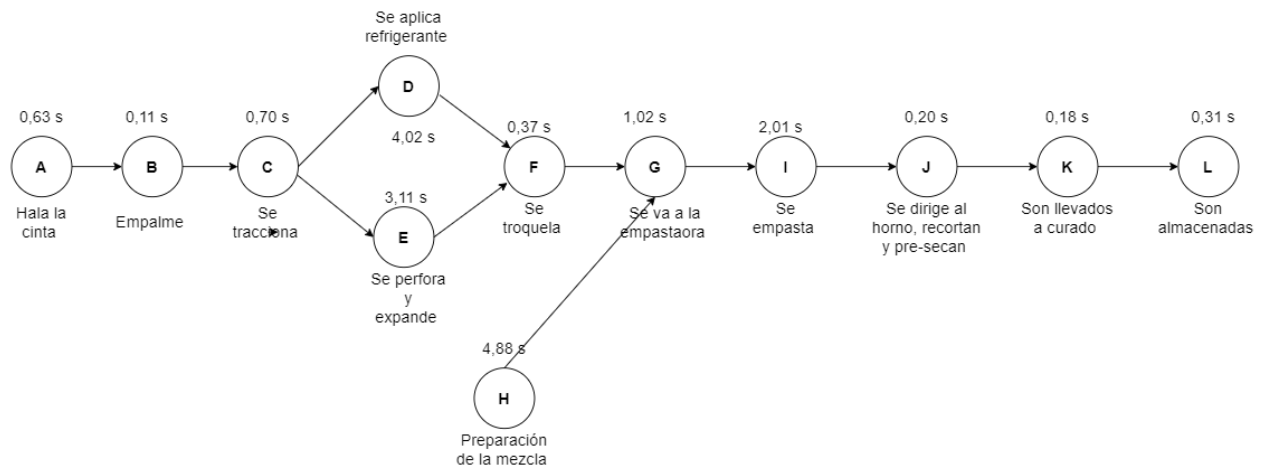 Se aplica
refrigerante
D
4,02 s
0,63 s
A
Hala la
cinta
0,11 s
B
Empalme
0,70 s
C
Se
tracciona
3,11 s
E
Se perfora
y
expande
0,37 s
F
Se
troquela
1,02 s
G
Se va a la
empastaora
4,88 s
H
Preparación
de la mezcla
2,01 s
I
Se
empasta
0,20 s
J
Se dirige al
horno, recortan
y pre-secan
0,18 s
K
Son llevados
a curado
0,31 s
L
Son
almacenadas